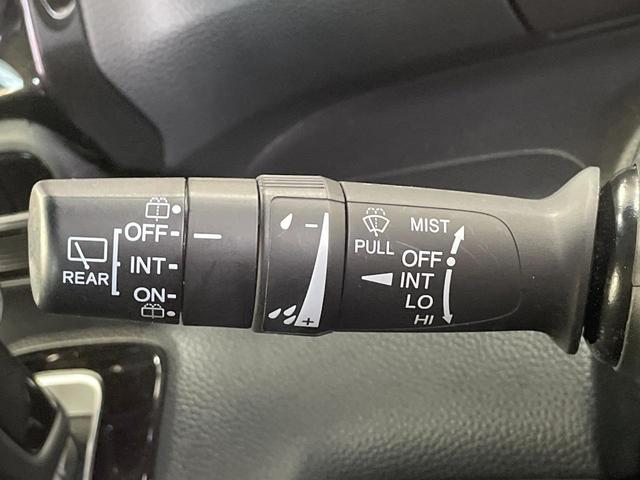 OFF
INT
ON
REAR
−
+
PULL
MIST
OFF
INT
LO
HI